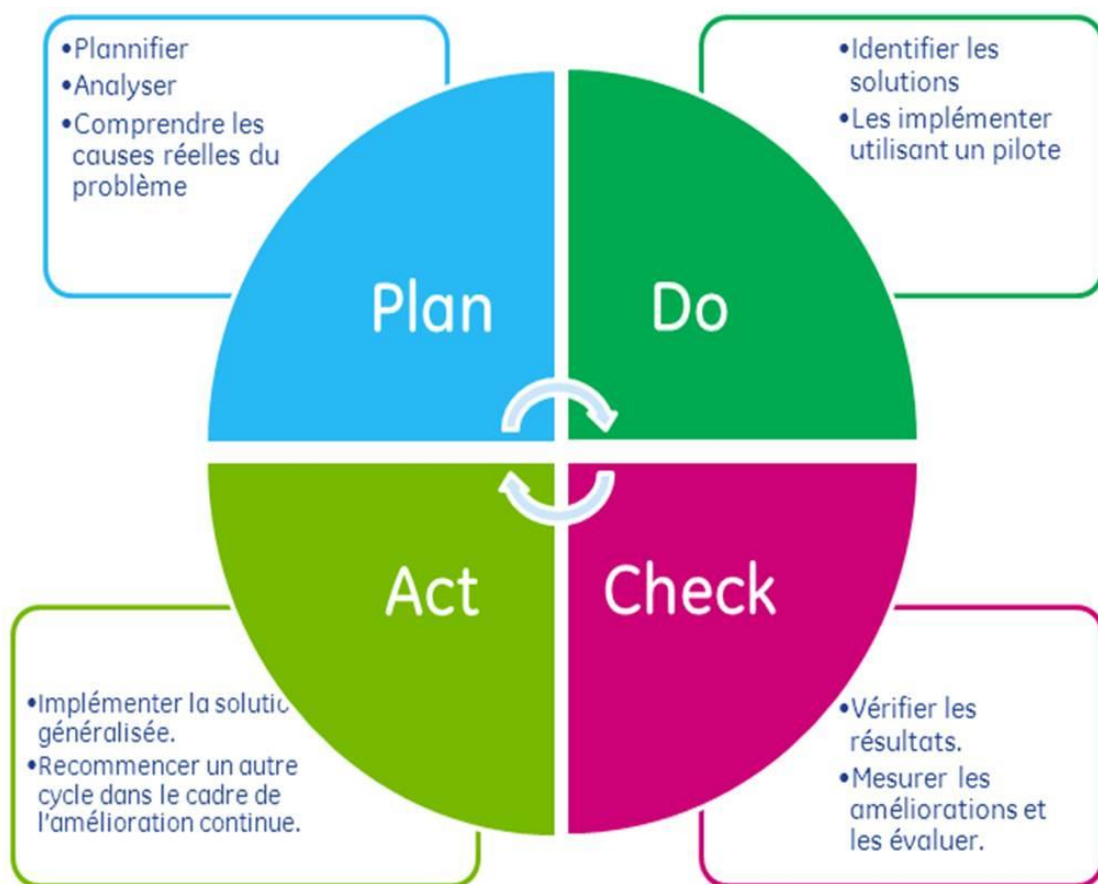 •Plannifier
•Analyser
•Comprendre les
causes réelles du
problème
•Identifier les
solutions
•Les implémenter
utilisant un pilote
Plan
Do
Act
Check
•Implémenter la
généralisée.
•Recommencer un autre
cycle dans le cadre de
l'amélioration continue.
•Vérifier les
résultats.
•Mesurer les
améliorations et
les évaluer.